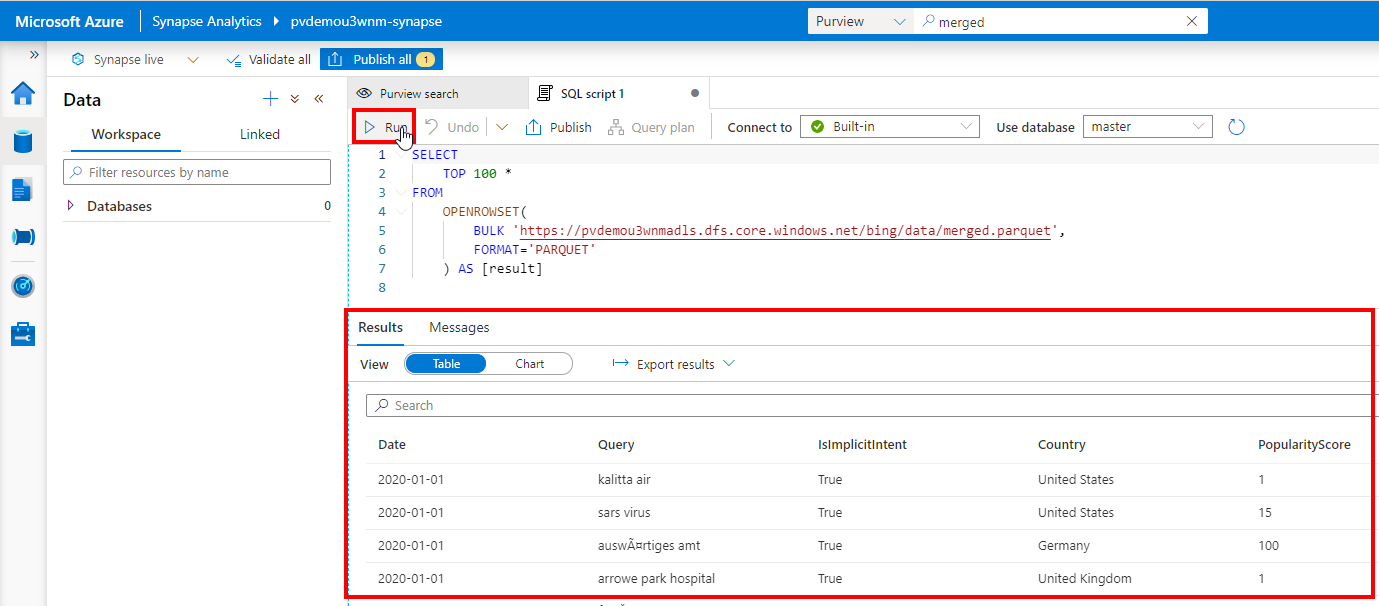 Microsoft Azure Synapse Analytics pvdemou3wnm-synapse Purview merged
Synapse live Validate all Publish all 1
Data
Workspace Linked
Filter resources by name
Databases 0
Purview search SQL script 1
Run Undo Publish Query plan Connect to Built-in Use database master
1 SELECT
2 TOP 100 *
3 FROM
4 OPENROWSET(
5 BULK 'https://pvdemou3wnmadls.dfs.core.windows.net/bing/data/merged.parquet',
6 FORMAT='PARQUET'
7 ) AS [result]
8
Results Messages
View Table Chart Export results
Search
Date Query IsImplicitIntent Country PopularityScore
2020-01-01 kalitta air True United States 1
2020-01-01 sars virus True United States 15
2020-01-01 auswÃ¤rtiges amt True Germany 100
2020-01-01 arrowe park hospital True United Kingdom 1